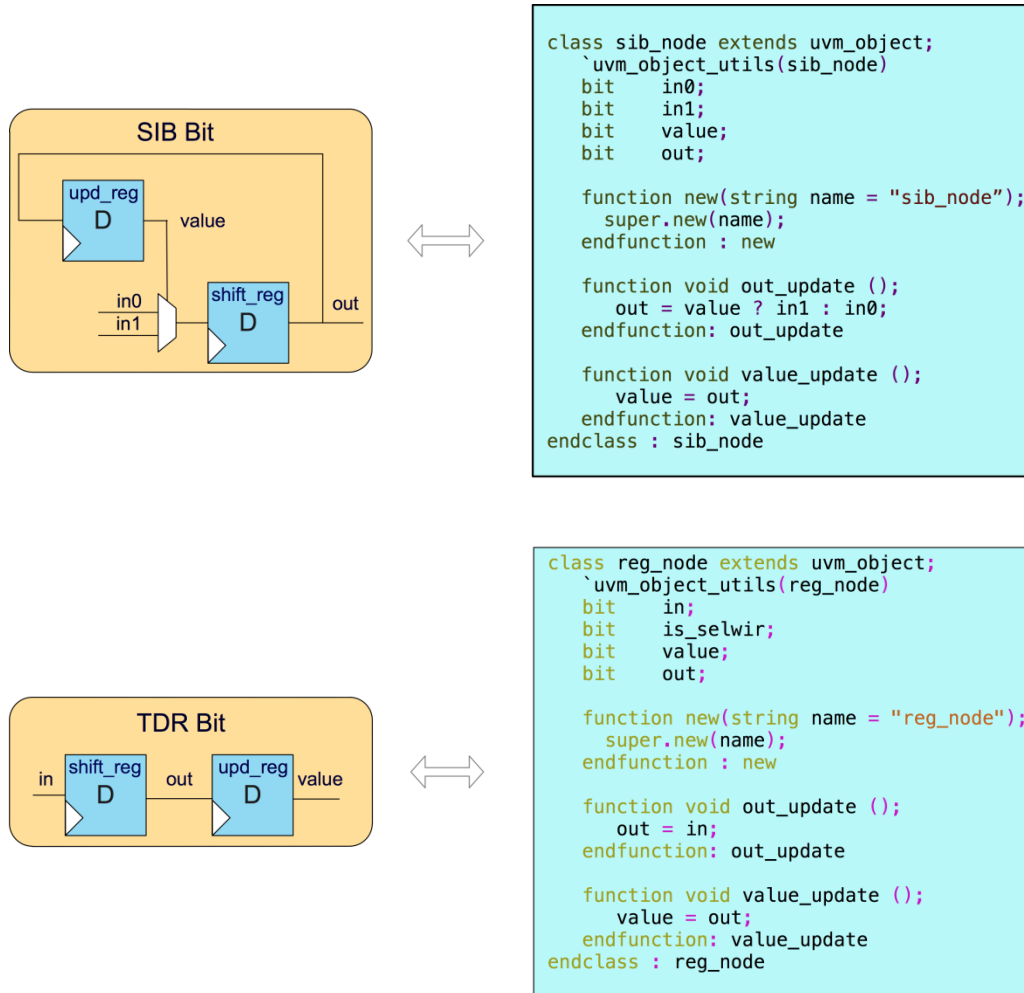 SIB Bit
upd_reg
D
value
in0
in1
shift_reg
D
out
class sib_node extends uvm_object;
`uvm_object_utils(sib_node)
bit in0;
bit in1;
bit value;
bit out;
function new(string name = "sib_node”);
super.new(name);
endfunction : new
function void out_update ();
out = value ? in1 : in0;
endfunction: out_update
function void value_update ();
value = out;
endfunction: value_update
endclass : sib_node
TDR Bit
in
shift_reg
D
out
upd_reg
D
value
class reg_node extends uvm_object;
`uvm_object_utils(reg_node)
bit in;
bit is_selwir;
bit value;
bit out;
function new(string name = "reg_node");
super.new(name);
endfunction : new
function void out_update ();
out = in;
endfunction: out_update
function void value_update ();
value = out;
endfunction: value_update
endclass : reg_node